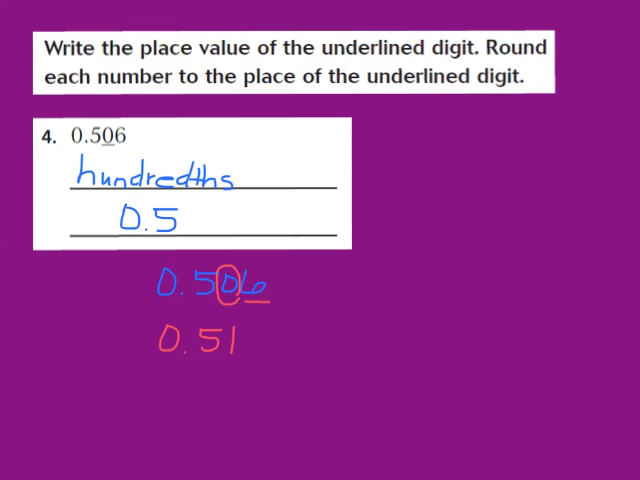 Write the place value of the underlined digit. Round
each number to the place of the underlined digit.
4. 0.506
hundredths
0.5
0.506
0.51